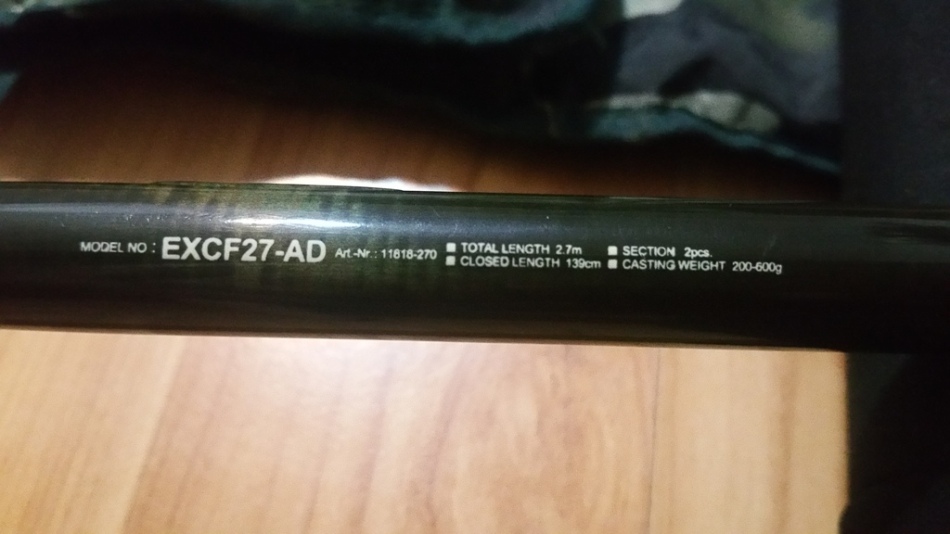 MODEL NO : EXCF27-AD Art.-Nr.: 11818-270
■ TOTAL LENGTH 2.7m ■ SECTION 2pcs.
■ CLOSED LENGTH 139cm ■ CASTING WEIGHT 200-600g